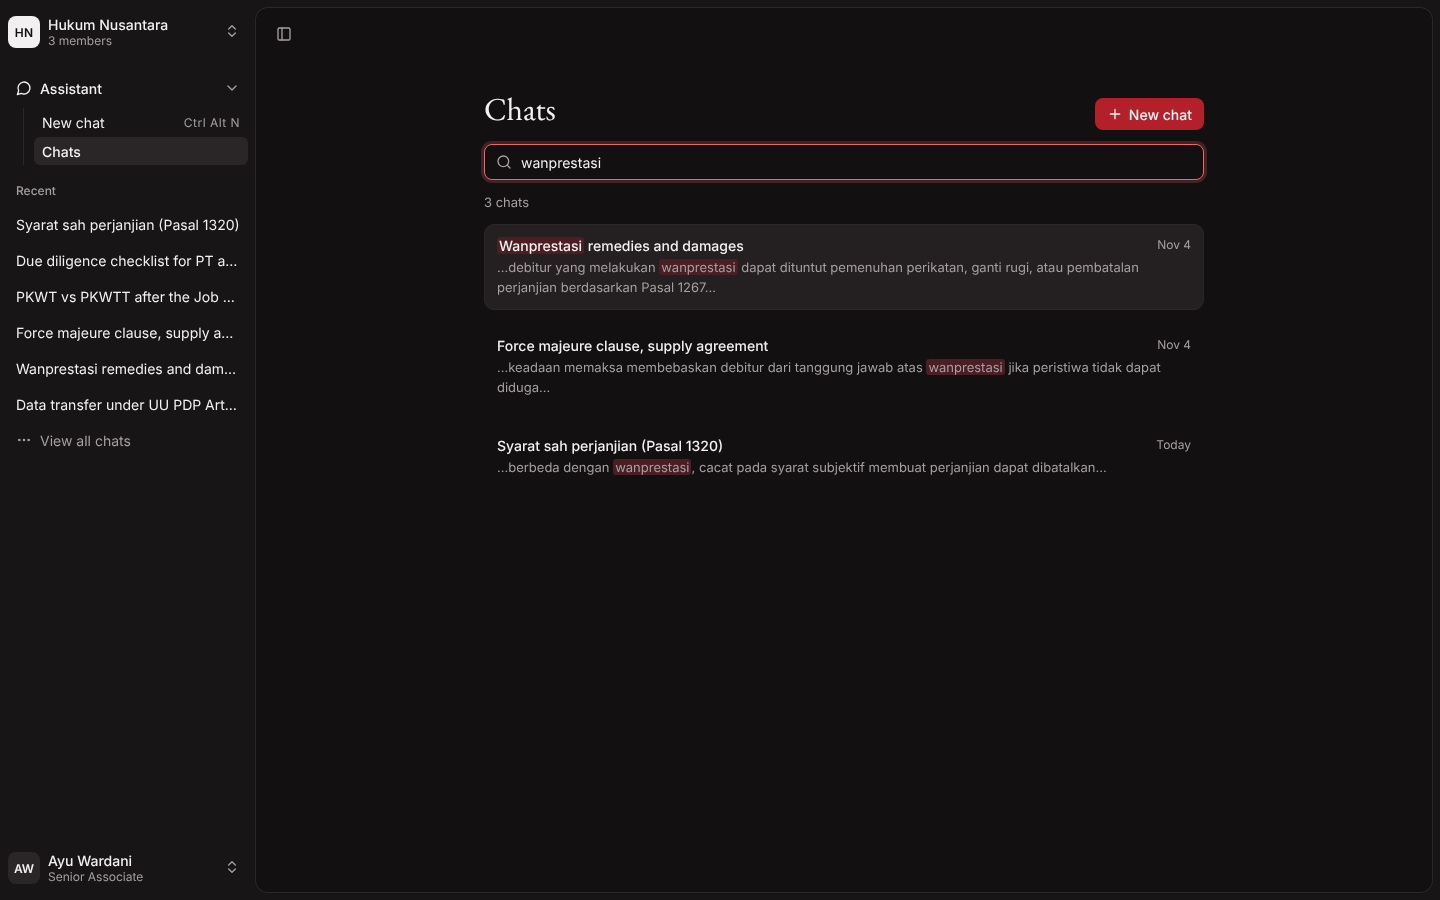 HN
Hukum Nusantara
3 members
Assistant
New chat Ctrl Alt N
Chats
Recent
Syarat sah perjanjian (Pasal 1320)
Due diligence checklist for PT a...
PKWT vs PKWTT after the Job ...
Force majeure clause, supply a...
Wanprestasi remedies and dam...
Data transfer under UU PDP Art...
View all chats
AW
Ayu Wardani
Senior Associate
Chats
New chat
wanprestasi
3 chats
Wanprestasi remedies and damages Nov 4
...debitur yang melakukan wanprestasi dapat dituntut pemenuhan perikatan, ganti rugi, atau pembatalan
perjanjian berdasarkan Pasal 1267...
Force majeure clause, supply agreement Nov 4
...keadaan memaksa membebaskan debitur dari tanggung jawab atas wanprestasi jika peristiwa tidak dapat
diduga...
Syarat sah perjanjian (Pasal 1320) Today
...berbeda dengan wanprestasi, cacat pada syarat subjektif membuat perjanjian dapat dibatalkan...